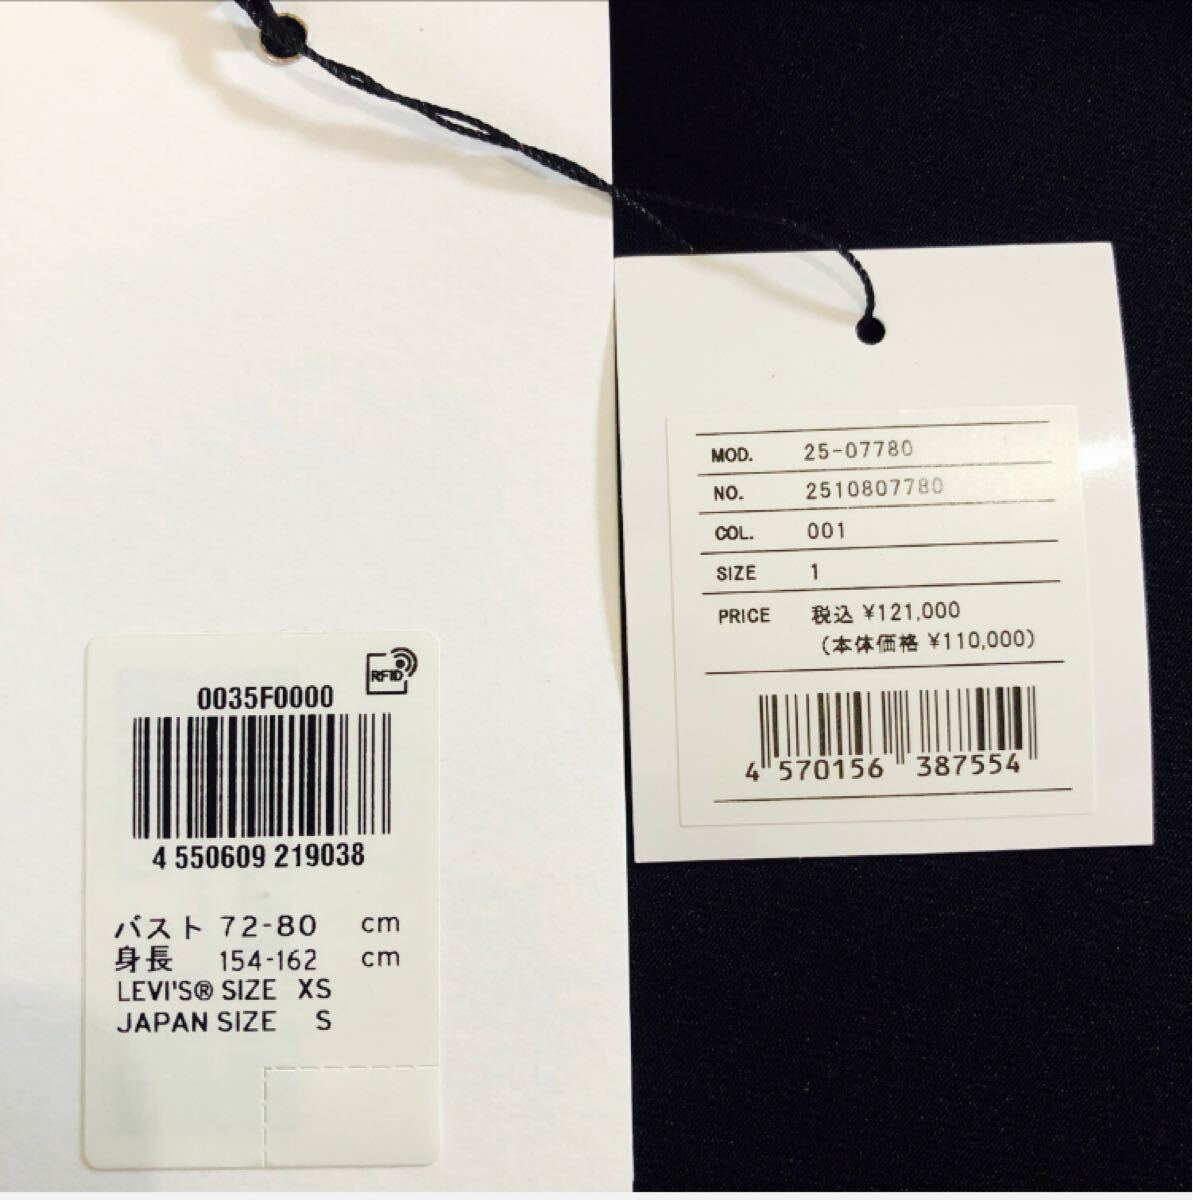 RFID
0035F0000
4 550609 219038
バスト 72-80 cm
身長 154-162 cm
LEVI'S® SIZE XS
JAPAN SIZE S
MOD. 25-07780
NO. 2510807780
COL. 001
SIZE 1
PRICE 税込 ¥121,000
(本体価格 ¥110,000)
4 570156 387554